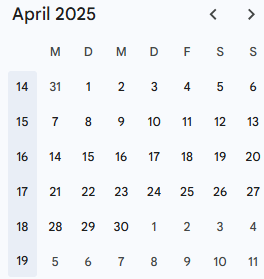 April 2025
M D M D F S S
14 31 1 2 3 4 5 6
15 7 8 9 10 11 12 13
16 14 15 16 17 18 19 20
17 21 22 23 24 25 26 27
18 28 29 30 1 2 3 4
19 5 6 7 8 9 10 11